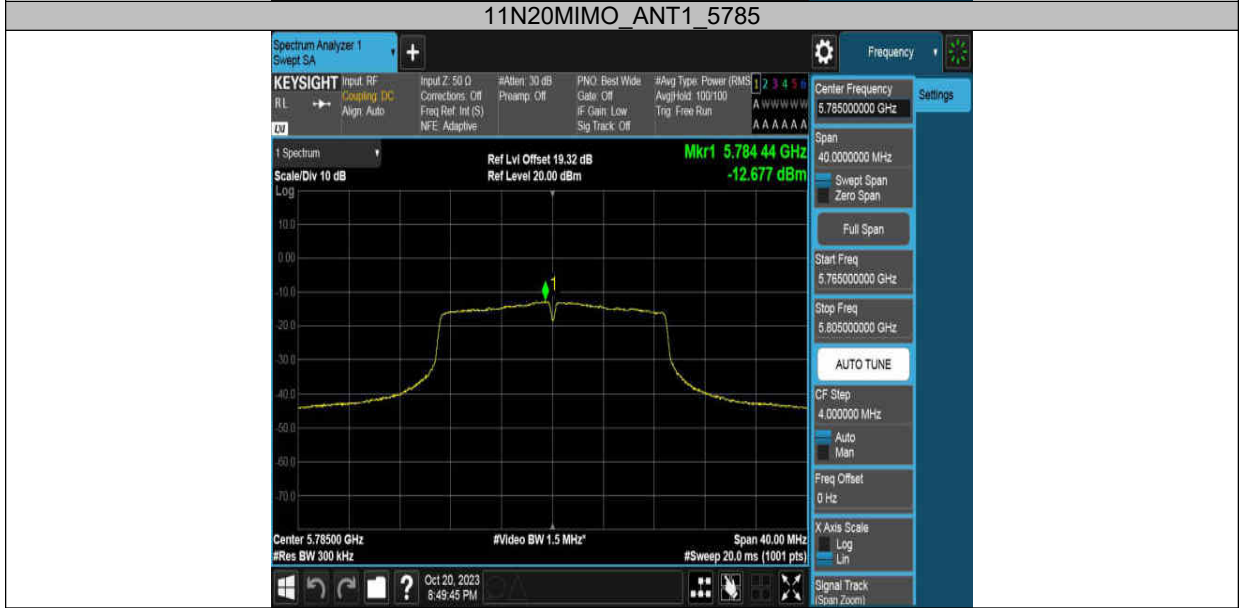 11N20MIMO_ANT1_5785
Spectrum Analyzer 1
Swept SA
Frequency
KEYSIGHT
RL
Input: RF
Coupling: DC
Align: Auto
Input Z: 50 Ω
Corrections: Off
Freq Ref: Int (S)
NFE: Adaptive
#Atten: 30 dB
Preamp: Off
PNO: Best Wide
Gate: Off
IF Gain: Low
Sig Track: Off
#Avg Type: Power (RMS
Avg|Hold: 100/100
Trig: Free Run
1 2 3 4 5 6
A W W W W W
A A A A A A
1 Spectrum
Scale/Div 10 dB
Log
Ref Lvl Offset 19.32 dB
Ref Level 20.00 dBm
Mkr1 5.784 44 GHz
-12.677 dBm
10.0
0.00
-10.0
-20.0
-30.0
-40.0
-50.0
-60.0
-70.0
1
Center 5.78500 GHz
#Res BW 300 kHz
#Video BW 1.5 MHz*
Span 40.00 MHz
#Sweep 20.0 ms (1001 pts)
?
Oct 20, 2023
8:49:45 PM
Center Frequency
5.785000000 GHz
Settings
Span
40.0000000 MHz
Swept Span
Zero Span
Full Span
Start Freq
5.765000000 GHz
Stop Freq
5.805000000 GHz
AUTO TUNE
CF Step
4.000000 MHz
Auto
Man
Freq Offset
0 Hz
X Axis Scale
Log
Lin
Signal Track
(Span Zoom)